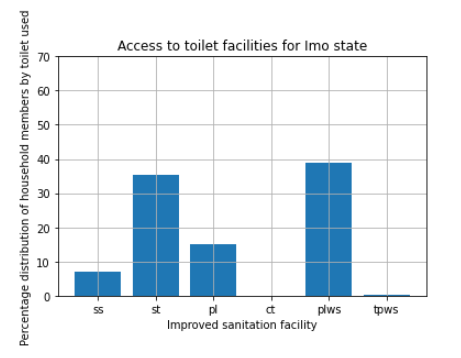 Access to toilet facilities for Imo state
Percentage distribution of household members by toilet used
70
60
50
40
30
20
10
0
ss st pl ct plws tpws
Improved sanitation facility